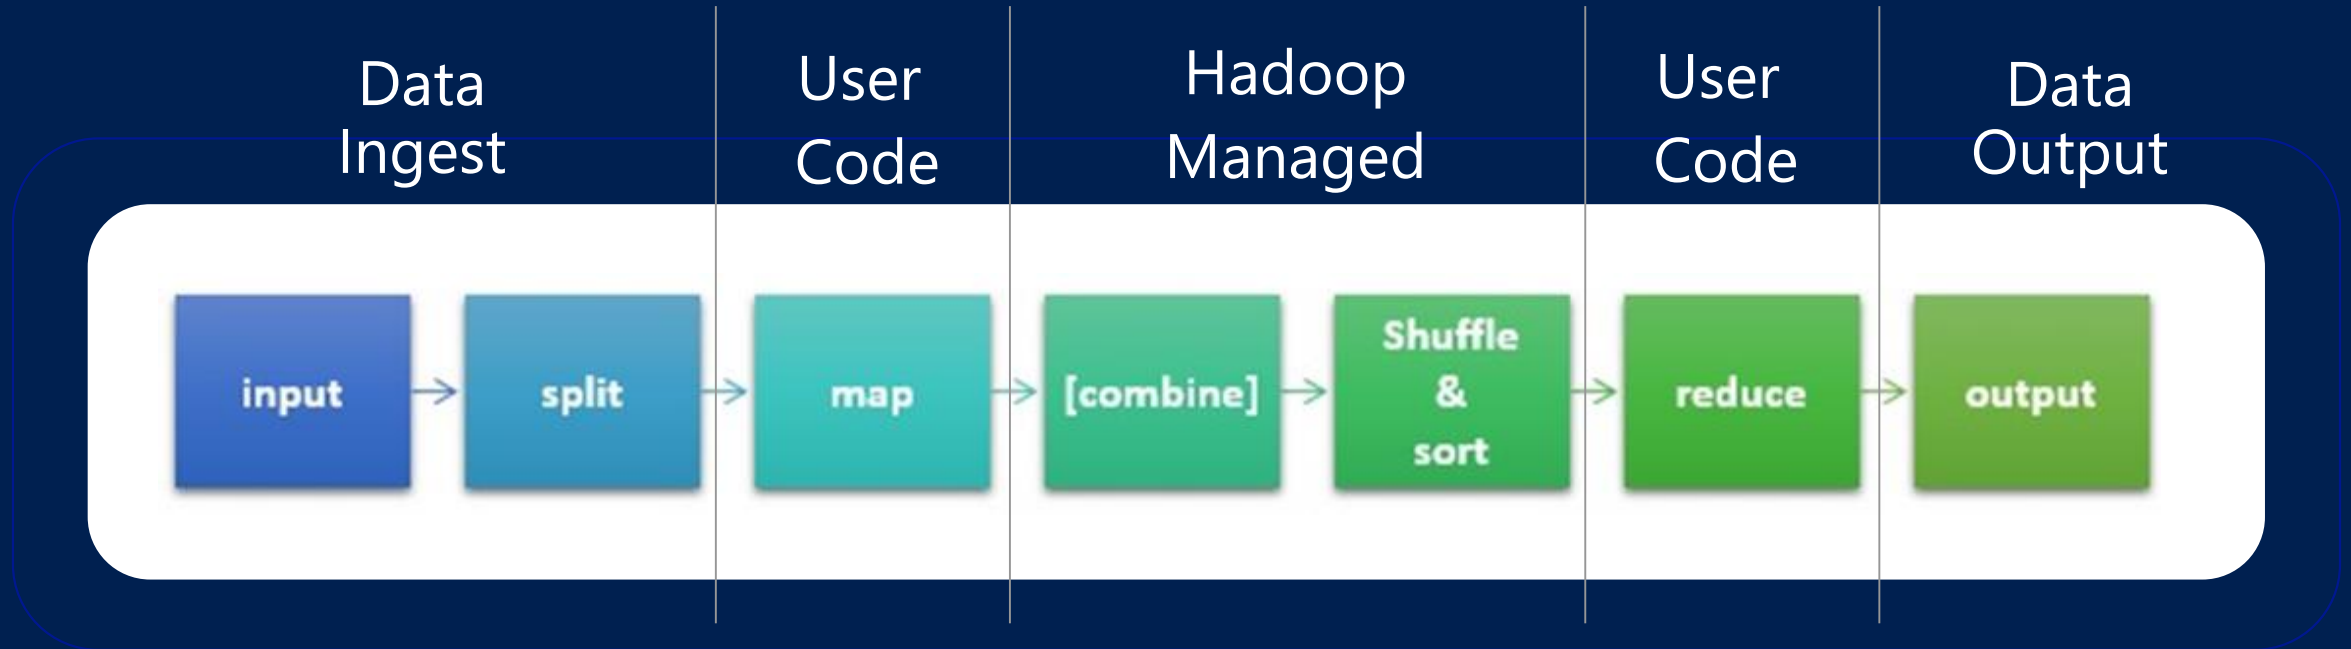 Data
Ingest
User
Code
Hadoop
Managed
User
Code
Data
Output
input
split
map
[combine]
Shuffle
&
sort
reduce
output